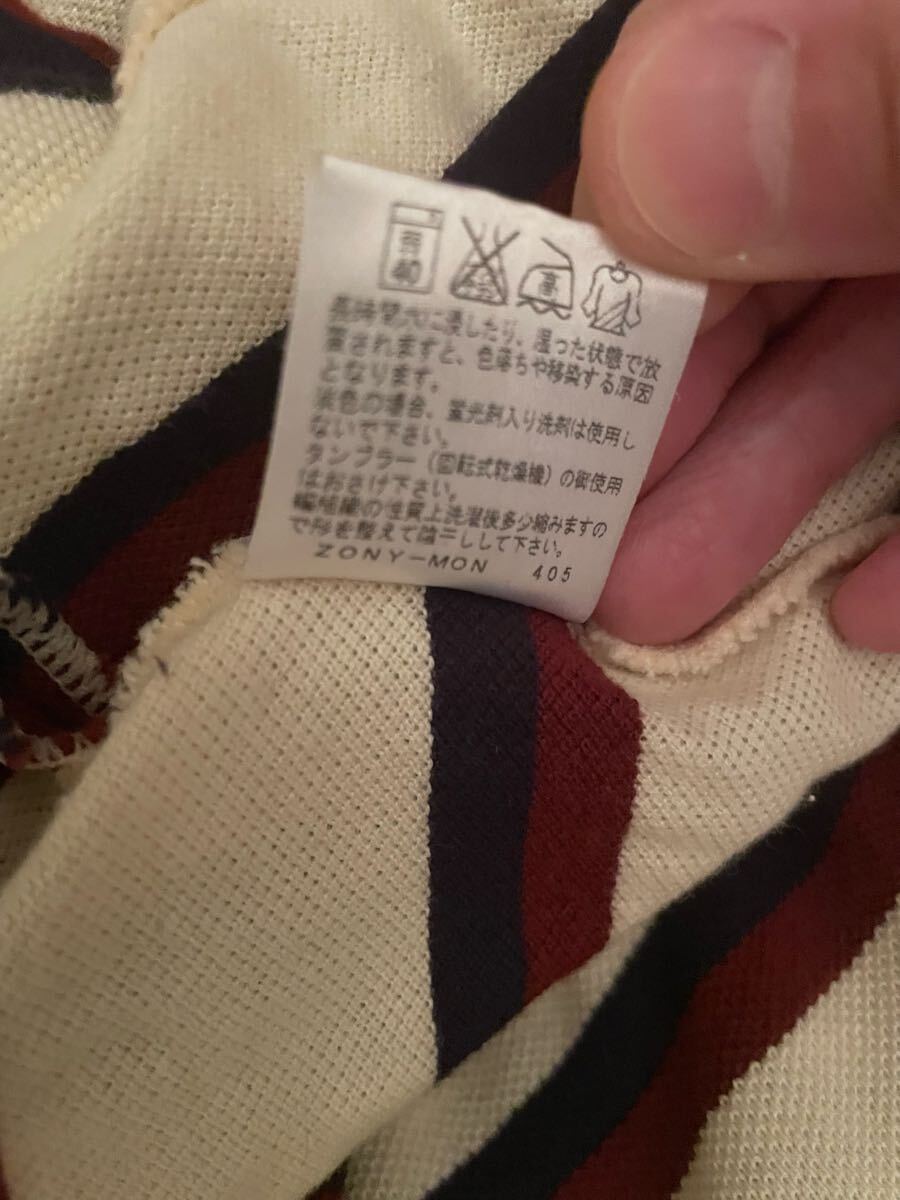 弱
40
高
長時間水に浸したり、湿った状態で放
置されますと、色落ちや移染する原因
となります。
淡色の場合、蛍光剤入り洗剤は使用し
ないで下さい。
タンブラー（回転式乾燥機）の御使用
はおさけ下さい。
編組織の性質上洗濯後多少縮みますの
で形を整えて陰干しして下さい。
ZONY-MON 405